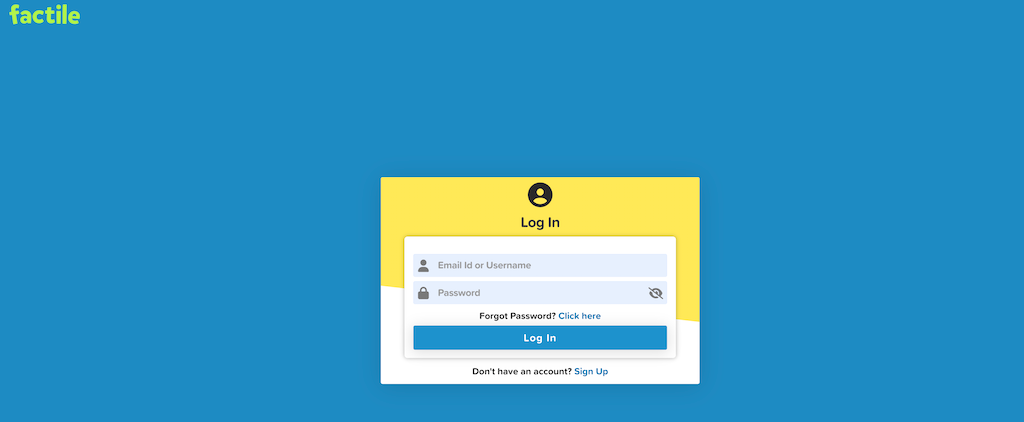 factile
Log In
Email Id or Username
Password
Forgot Password? Click here
Log In
Don't have an account? Sign Up